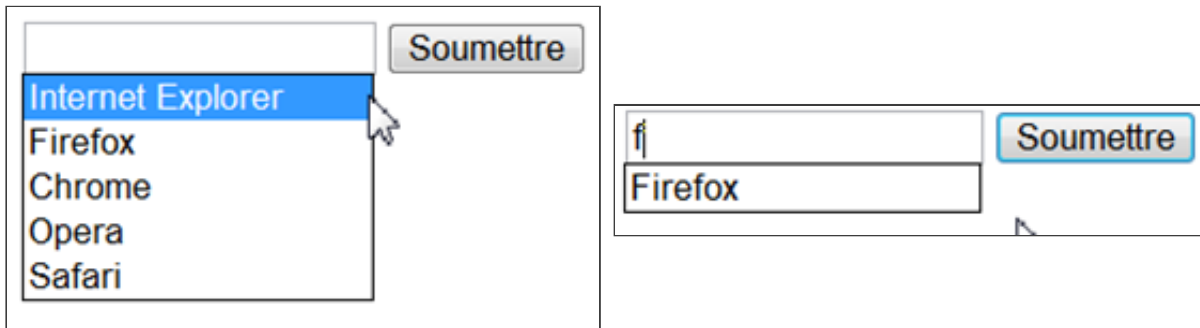 Soumettre
Internet Explorer
Firefox
Chrome
Opera
Safari
f Soumettre
Firefox